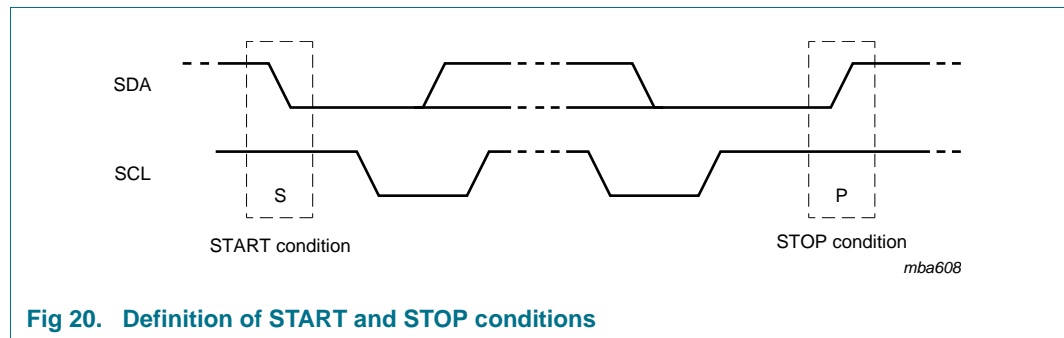 SDA
SCL
S
P
START condition
STOP condition
mba608
Fig 20. Definition of START and STOP conditions